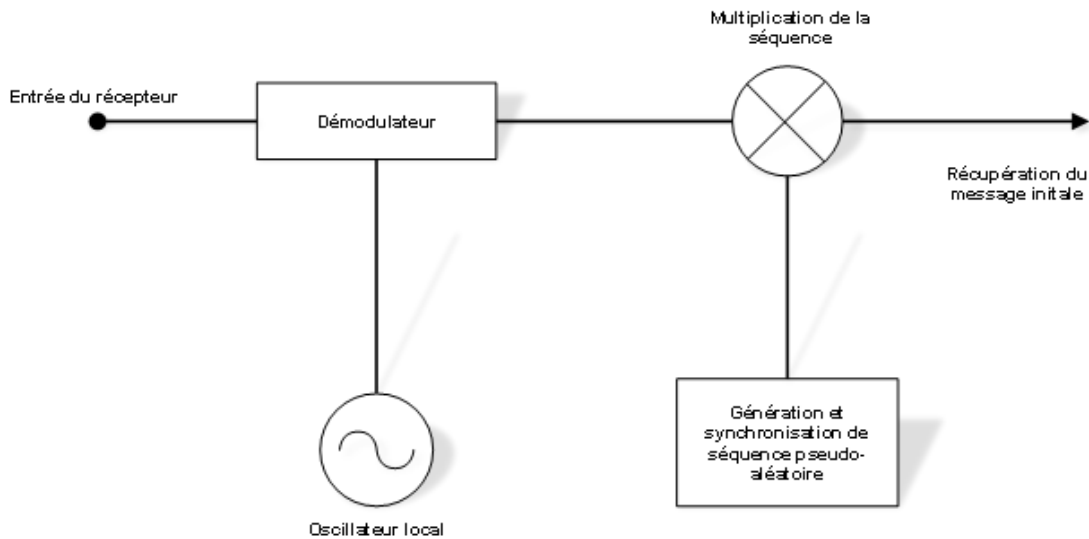 Multiplication de la
séquence
Entrée du récepteur
Démodulateur
Récupération du
message initale
Génération et
synchronisation de
séquence pseudo-
aléatoire
Oscillateur local